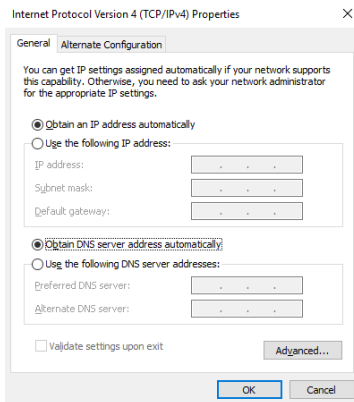 Internet Protocol Version 4 (TCP/IPv4) Properties
General
Alternate Configuration
You can get IP settings assigned automatically if your network supports
this capability. Otherwise, you need to ask your network administrator
for the appropriate IP settings.
Obtain an IP address automatically
Use the following IP address:
IP address:
Subnet mask:
Default gateway:
Obtain DNS server address automatically
Use the following DNS server addresses:
Preferred DNS server:
Alternate DNS server:
Validate settings upon exit
Advanced...
OK
Cancel